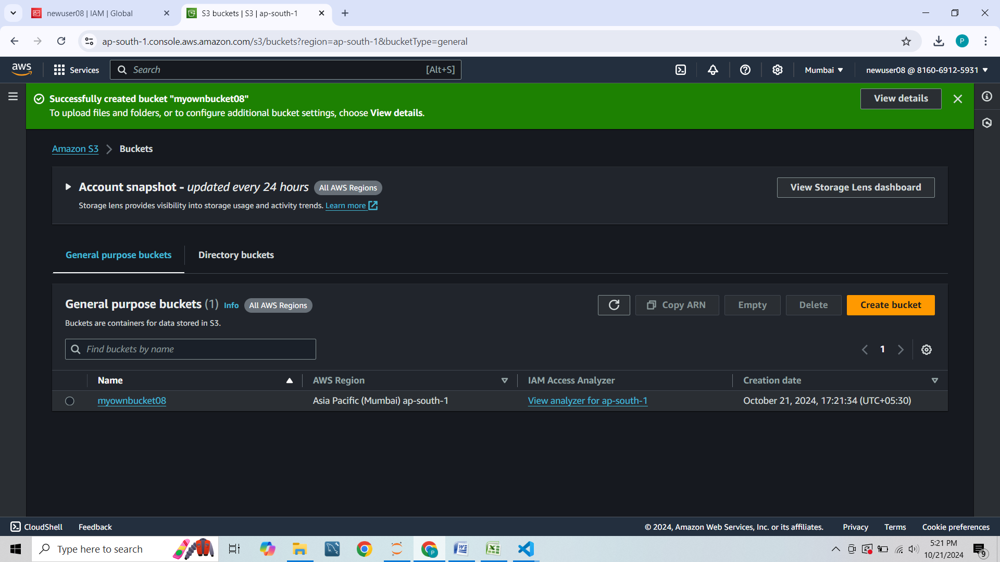 newuser08 | IAM | Global
S3 buckets | S3 | ap-south-1
ap-south-1.console.aws.amazon.com/s3/buckets?region=ap-south-1&bucketType=general
P
aws
Services
Search
[Alt+S]
Mumbai
newuser08 @ 8160-6912-5931
Successfully created bucket "myownbucket08"
To upload files and folders, or to configure additional bucket settings, choose View details.
View details
Amazon S3
Buckets
Account snapshot - updated every 24 hours
All AWS Regions
View Storage Lens dashboard
Storage lens provides visibility into storage usage and activity trends. Learn more
General purpose buckets
Directory buckets
General purpose buckets (1)
Info
All AWS Regions
Copy ARN
Empty
Delete
Create bucket
Buckets are containers for data stored in S3.
Find buckets by name
1
Name
AWS Region
IAM Access Analyzer
Creation date
myownbucket08
Asia Pacific (Mumbai) ap-south-1
View analyzer for ap-south-1
October 21, 2024, 17:21:34 (UTC+05:30)
CloudShell
Feedback
© 2024, Amazon Web Services, Inc. or its affiliates.
Privacy
Terms
Cookie preferences
Type here to search
P
5:21 PM
10/21/2024
9